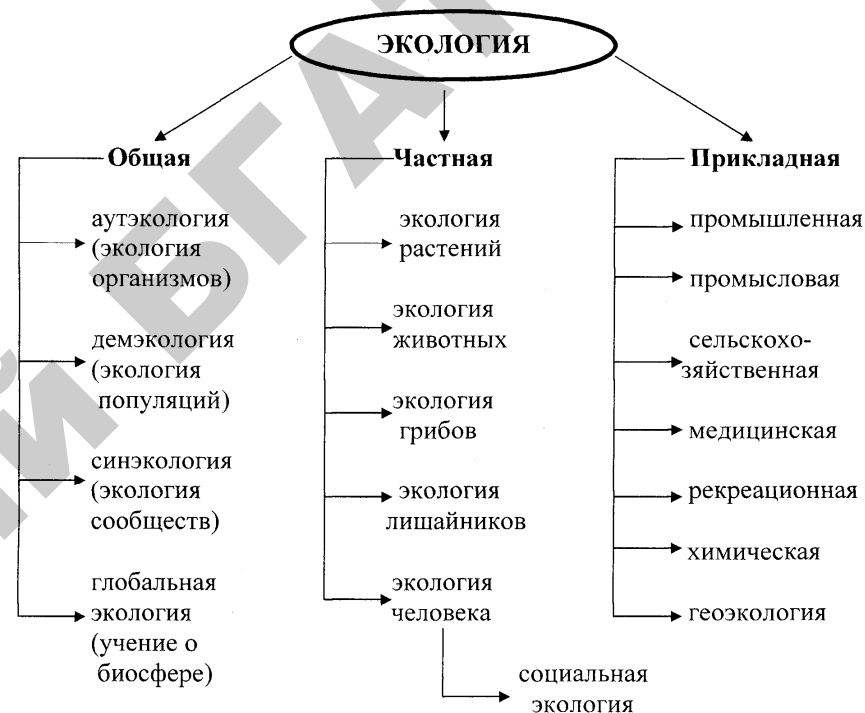 ЭКОЛОГИЯ
Общая
аутэкология
(экология
организмов)
демэкология
(экология
популяций)
синэкология
(экология
сообществ)
глобальная
экология
(учение о
биосфере)
Частная
экология
растений
экология
животных
экология
грибов
экология
лишайников
экология
человека
социальная
экология
Прикладная
промышленная
промысловая
сельскохо-
зяйственная
медицинская
рекреационная
химическая
геоэкология